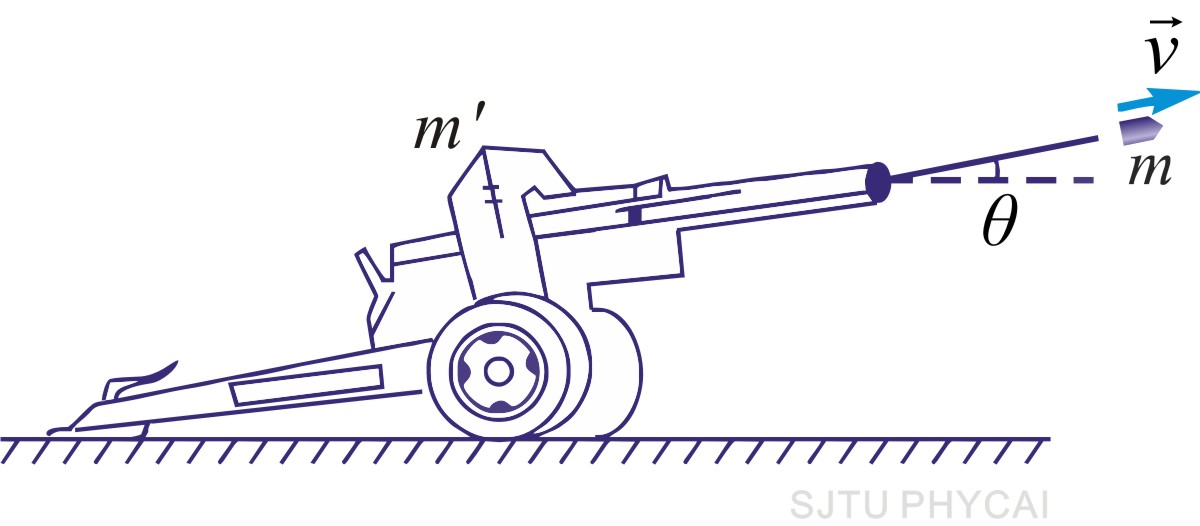 v⃗
m′
m
θ
SJTU PHYCAI